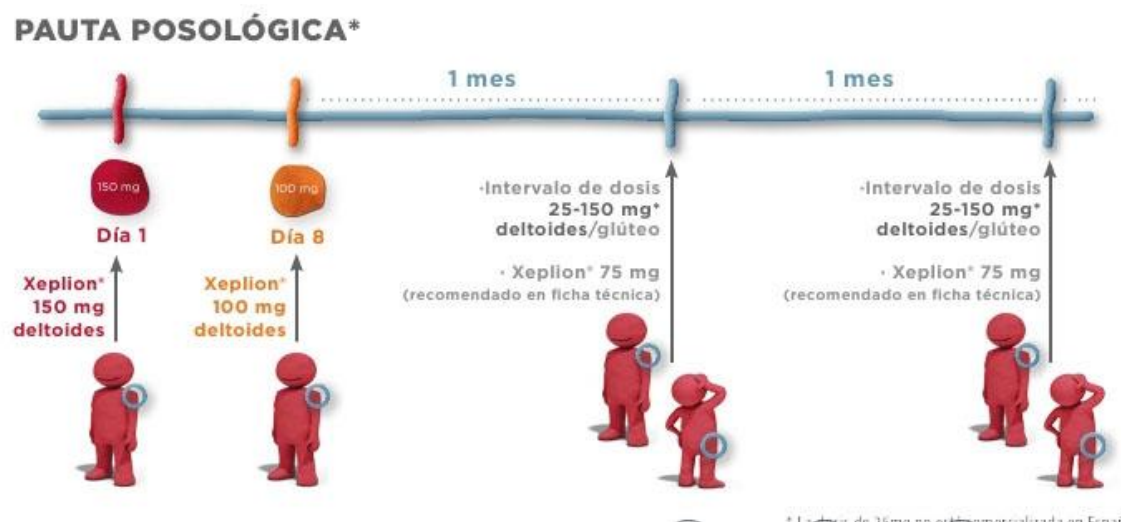 PAUTA POSOLÓGICA*
1 mes
1 mes
150 mg
100 mg
Día 1
Día 8
Xeplion®
150 mg
deltoides
Xeplion®
100 mg
deltoides
·Intervalo de dosis
25-150 mg*
deltoides/glúteo
· Xeplion® 75 mg
(recomendado en ficha técnica)
·Intervalo de dosis
25-150 mg*
deltoides/glúteo
· Xeplion® 75 mg
(recomendado en ficha técnica)